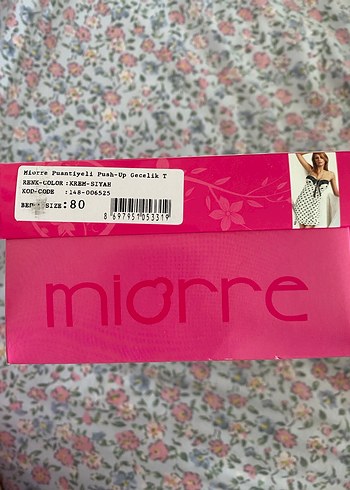 Miorre Puantiyeli Push-Up Gecelik T
RENK-COLOR :KREM-SIYAH
KOD-CODE :148-006525
SIZE:80
8 697951 053319
miorre